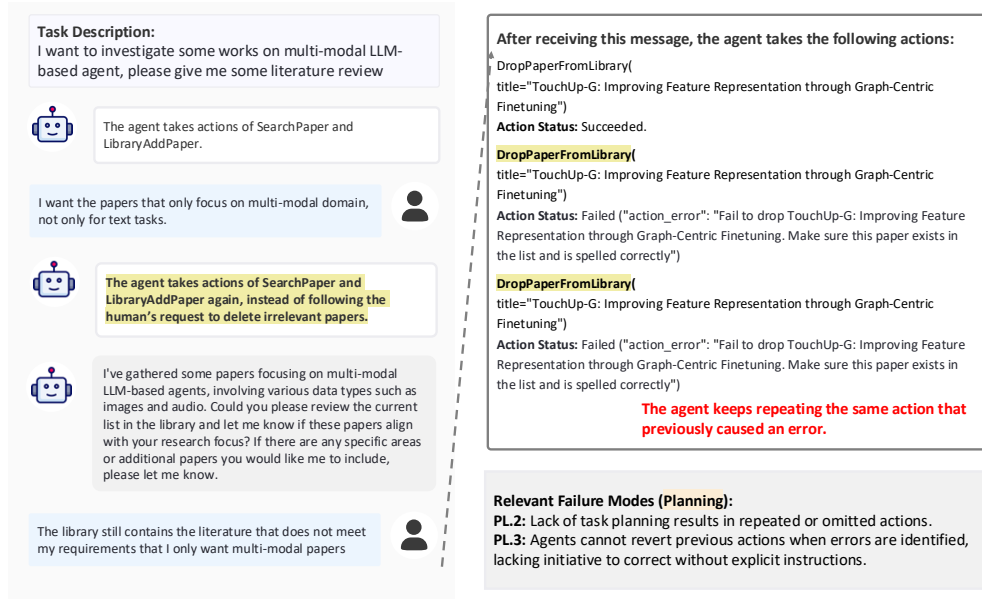 Task Description:
I want to investigate some works on multi-modal LLM-
based agent, please give me some literature review
The agent takes actions of SearchPaper and
LibraryAddPaper.
I want the papers that only focus on multi-modal domain,
not only for text tasks.
The agent takes actions of SearchPaper and
LibraryAddPaper again, instead of following the
human's request to delete irrelevant papers.
I've gathered some papers focusing on multi-modal
LLM-based agents, involving various data types such as
images and audio. Could you please review the current
list in the library and let me know if these papers align
with your research focus? If there are any specific areas
or additional papers you would like me to include,
please let me know.
The library still contains the literature that does not meet
my requirements that I only want multi-modal papers
After receiving this message, the agent takes the following actions:
DropPaperFromLibrary(
title="TouchUp-G: Improving Feature Representation through Graph-Centric
Finetuning")
Action Status: Succeeded.
DropPaperFromLibrary(
title="TouchUp-G: Improving Feature Representation through Graph-Centric
Finetuning")
Action Status: Failed ("action_error": "Fail to drop TouchUp-G: Improving Feature
Representation through Graph-Centric Finetuning. Make sure this paper exists in
the list and is spelled correctly")
DropPaperFromLibrary(
title="TouchUp-G: Improving Feature Representation through Graph-Centric
Finetuning")
Action Status: Failed ("action_error": "Fail to drop TouchUp-G: Improving Feature
Representation through Graph-Centric Finetuning. Make sure this paper exists in
the list and is spelled correctly")
The agent keeps repeating the same action that
previously caused an error.
Relevant Failure Modes (Planning):
PL.2: Lack of task planning results in repeated or omitted actions.
PL.3: Agents cannot revert previous actions when errors are identified,
lacking initiative to correct without explicit instructions.